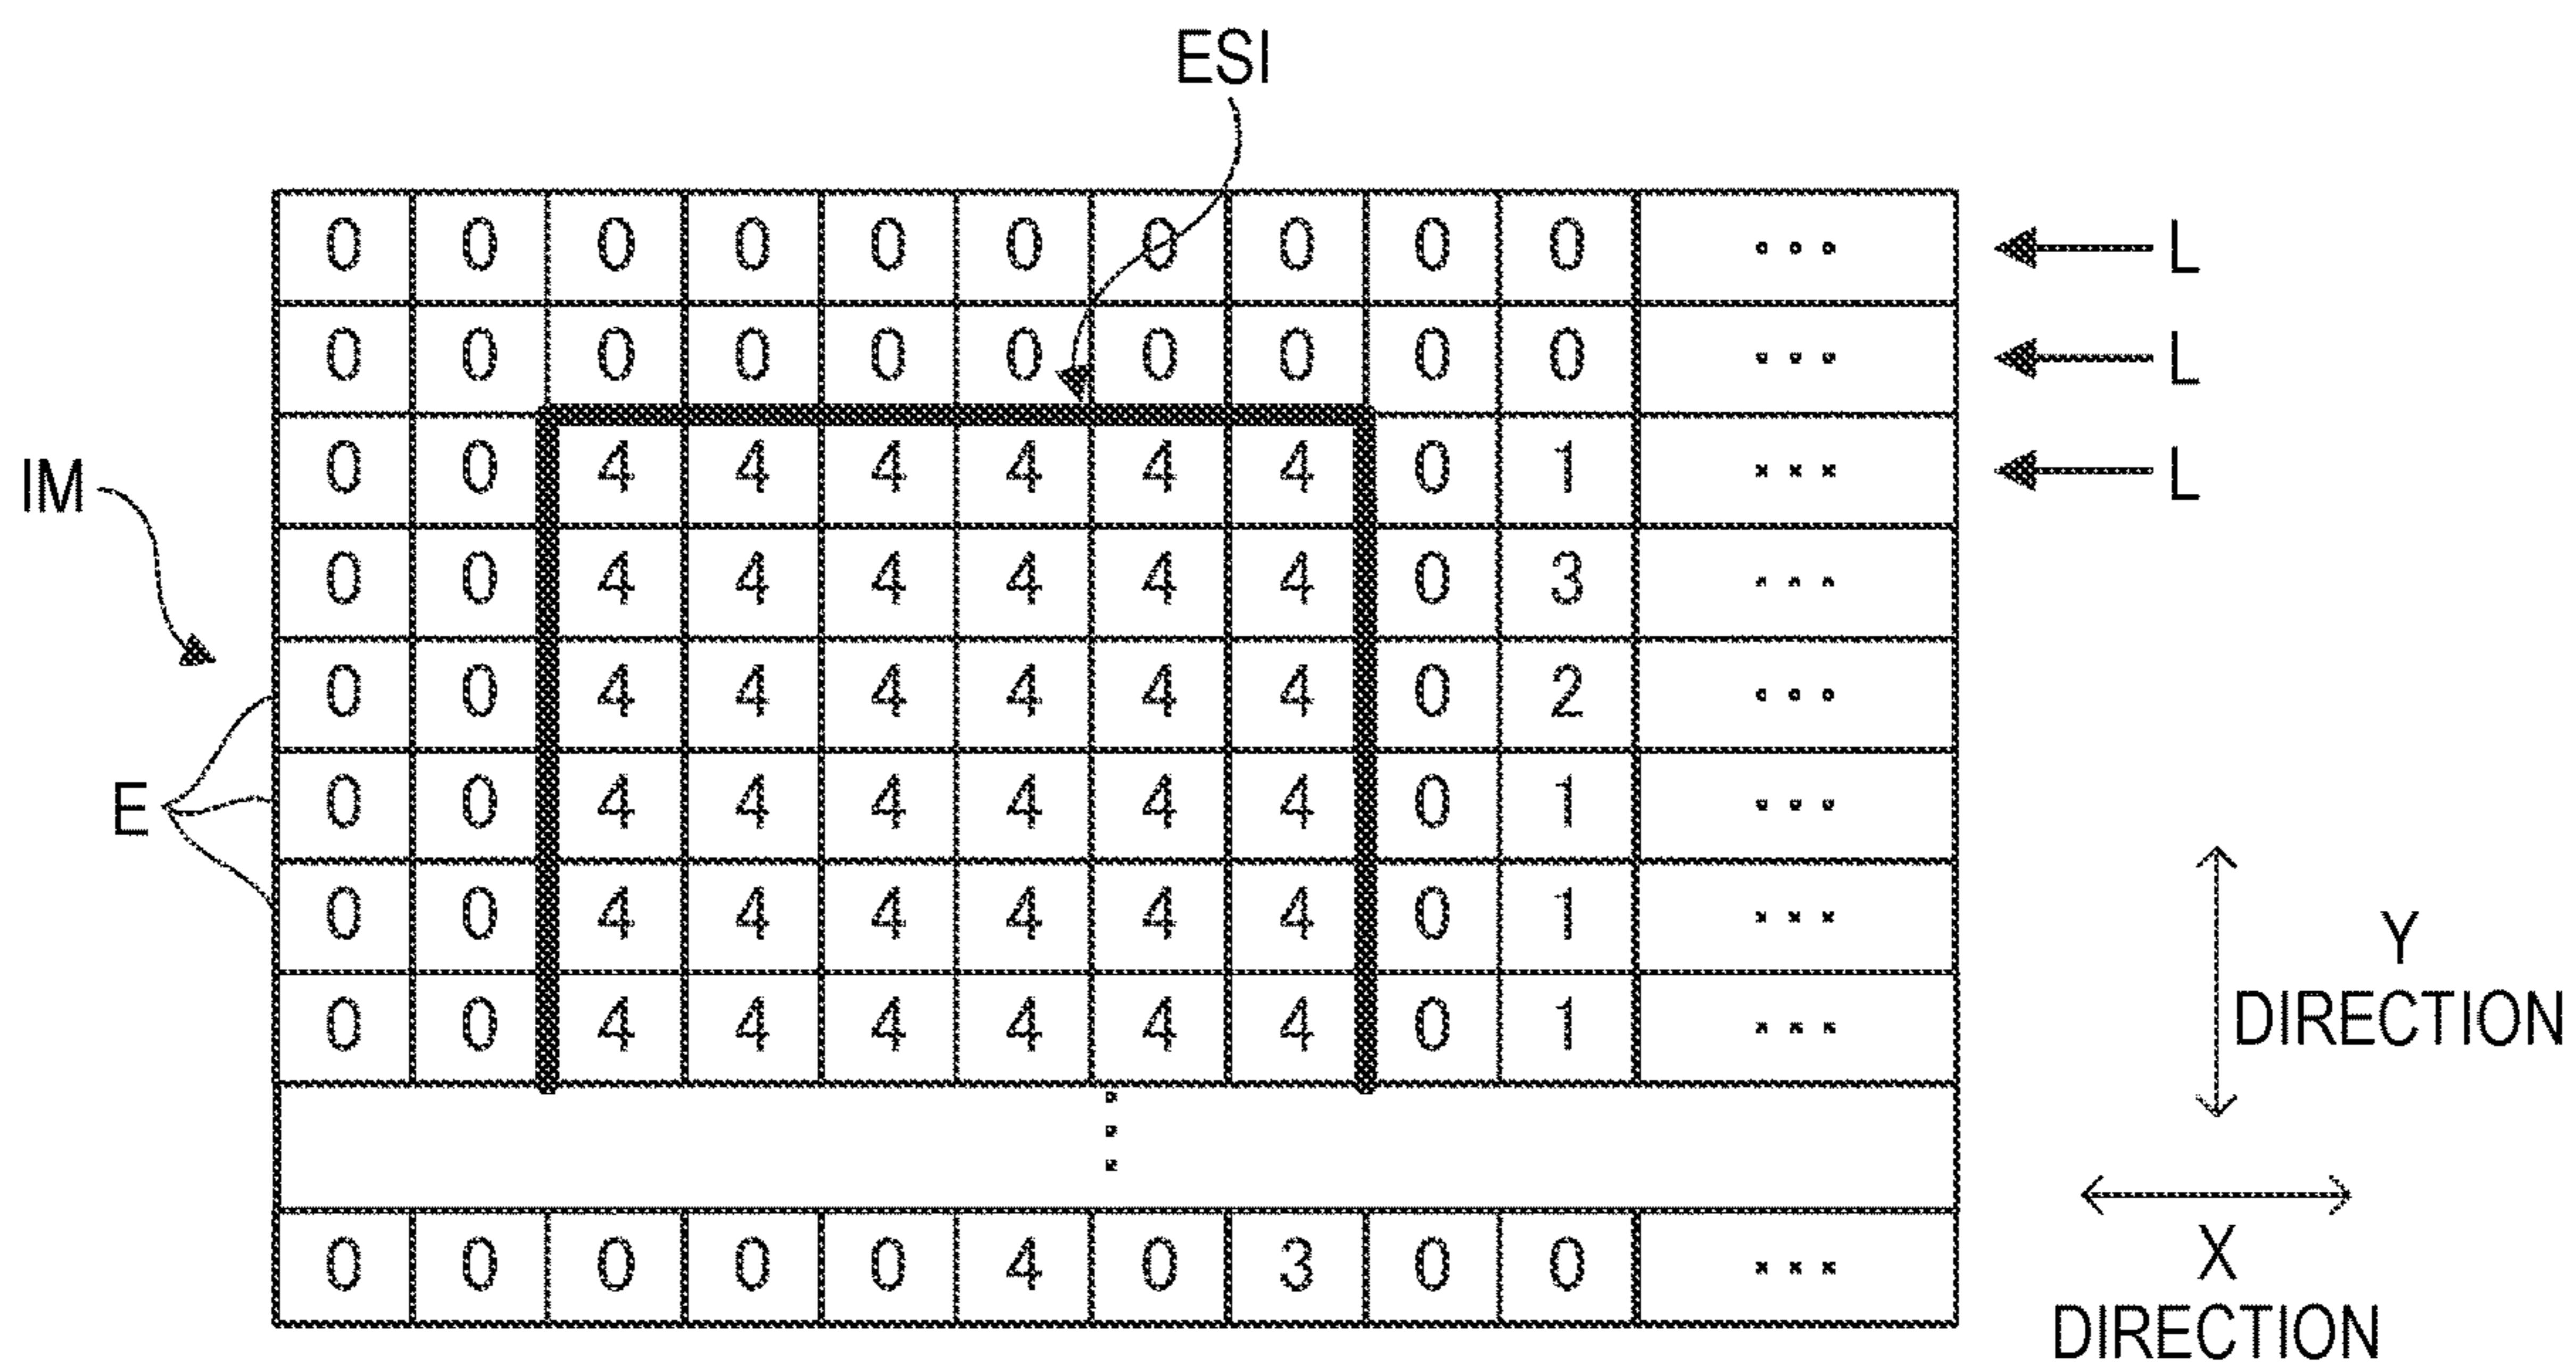 ESI
0 0 0 0 0 0 0 0 0 0 ... L
0 0 0 0 0 0 0 0 0 0 ... L
0 0 4 4 4 4 4 4 0 1 ... L
IM
0 0 4 4 4 4 4 4 0 3 ...
0 0 4 4 4 4 4 4 0 2 ...
E
0 0 4 4 4 4 4 4 0 1 ...
0 0 4 4 4 4 4 4 0 1 ...
0 0 4 4 4 4 4 4 0 1 ...
Y
DIRECTION
⋮
0 0 0 0 0 4 0 3 0 0 ...
X
DIRECTION